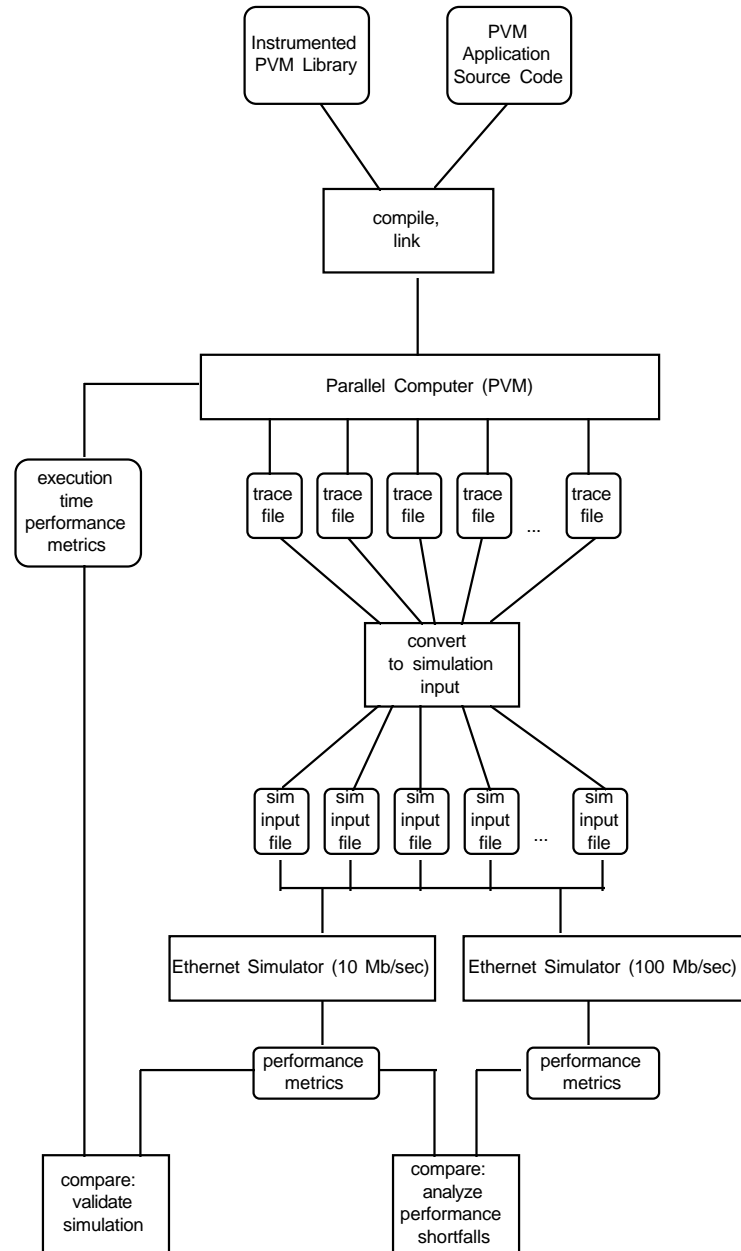 Instrumented
PVM Library
PVM
Application
Source Code
compile,
link
Parallel Computer (PVM)
execution
time
performance
metrics
trace
file
trace
file
trace
file
trace
file
...
trace
file
convert
to simulation
input
sim
input
file
sim
input
file
sim
input
file
sim
input
file
...
sim
input
file
Ethernet Simulator (10 Mb/sec)
Ethernet Simulator (100 Mb/sec)
performance
metrics
performance
metrics
compare:
validate
simulation
compare:
analyze
performance
shortfalls